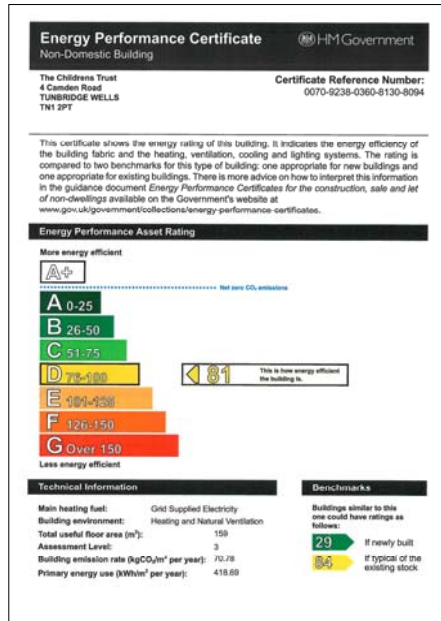 Energy Performance Certificate
Non-Domestic Building
HM Government
The Childrens Trust
4 Camden Road
TUNBRIDGE WELLS
TN1 2PT
Certificate Reference Number:
0070-9238-0360-8130-8094
This certificate shows the energy rating of this building. It indicates the energy efficiency of
the building fabric and the heating, ventilation, cooling and lighting systems. The rating is
compared to two benchmarks for this type of building: one appropriate for new buildings and
one appropriate for existing buildings. There is more advice on how to interpret this information
in the guidance document Energy Performance Certificates for the construction, sale and let
of non-dwellings available on the Government's website at
www.gov.uk/government/collections/energy-performance-certificates.
Energy Performance Asset Rating
More energy efficient
A+
Net zero CO₂ emissions
A 0-25
B 26-50
C 51-75
D 76-100
81
This is how energy efficient
the building is.
E 101-125
F 126-150
G Over 150
Less energy efficient
Technical Information
Main heating fuel: Grid Supplied Electricity
Building environment: Heating and Natural Ventilation
Total useful floor area (m²): 159
Assessment Level: 3
Building emission rate (kgCO₂/m² per year): 70.78
Primary energy use (kWh/m² per year): 418.69
Benchmarks
Buildings similar to this
one could have ratings as
follows:
29 If newly built
84 If typical of the
existing stock